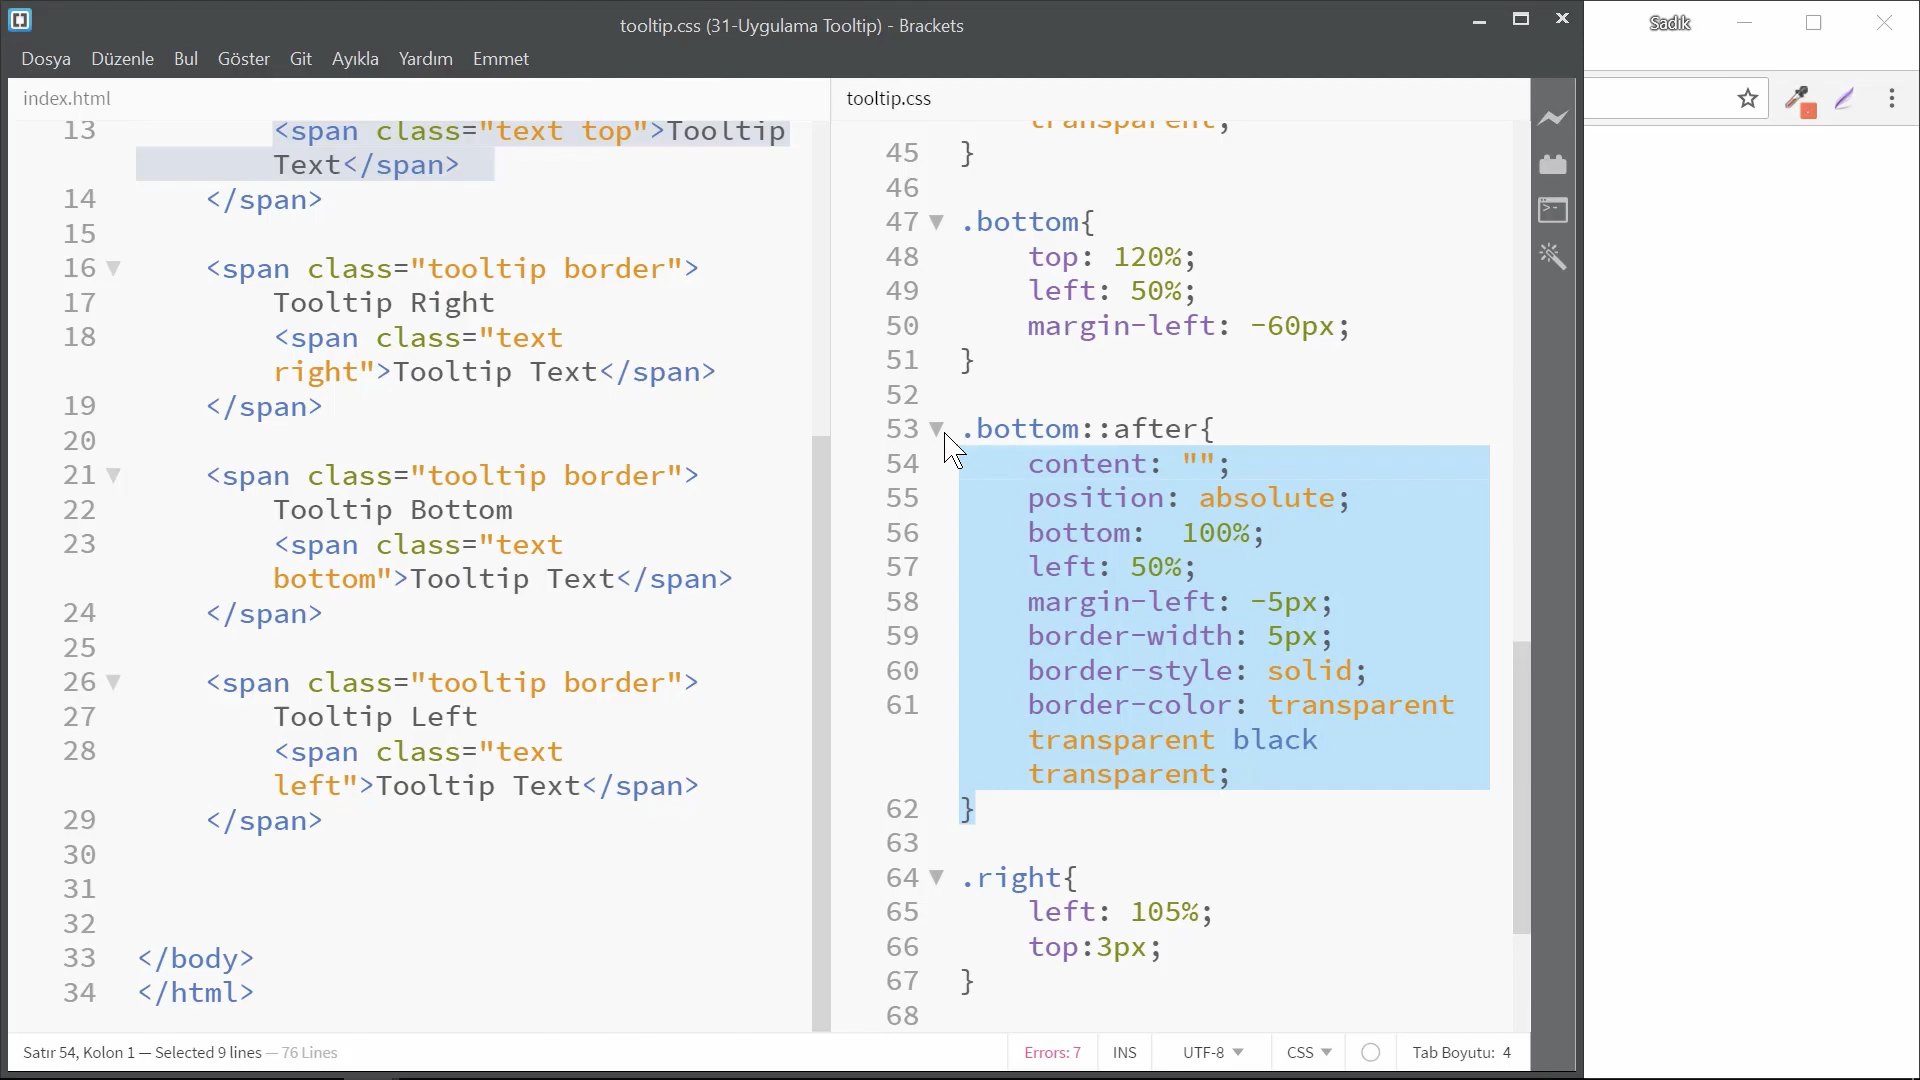 tooltip.css (31-Uygulama Tooltip) - Brackets
Sadık
Dosya Düzenle Bul Göster Git Ayıkla Yardım Emmet
index.html
13 <span class="text top">Tooltip
Text</span>
14 </span>
15
16 <span class="tooltip border">
17 Tooltip Right
18 <span class="text
right">Tooltip Text</span>
19 </span>
20
21 <span class="tooltip border">
22 Tooltip Bottom
23 <span class="text
bottom">Tooltip Text</span>
24 </span>
25
26 <span class="tooltip border">
27 Tooltip Left
28 <span class="text
left">Tooltip Text</span>
29 </span>
30
31
32
33 </body>
34 </html>
tooltip.css
transparent;
45 }
46
47 .bottom{
48 top: 120%;
49 left: 50%;
50 margin-left: -60px;
51 }
52
53 .bottom::after{
54 content: "";
55 position: absolute;
56 bottom:  100%;
57 left: 50%;
58 margin-left: -5px;
59 border-width: 5px;
60 border-style: solid;
61 border-color: transparent
transparent black
transparent;
62 }
63
64 .right{
65 left: 105%;
66 top:3px;
67 }
68
Satır 54, Kolon 1 — Selected 9 lines — 76 Lines
Errors: 7 INS UTF-8 CSS Tab Boyutu: 4